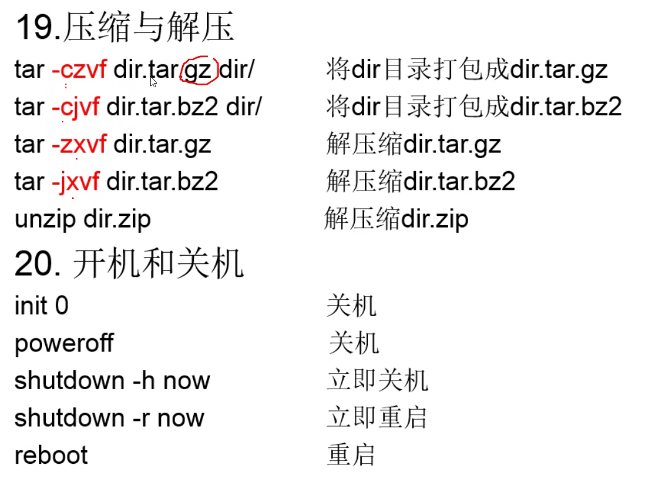 19.压缩与解压
tar -czvf dir.tar.gz dir/ 将dir目录打包成dir.tar.gz
tar -cjvf dir.tar.bz2 dir/ 将dir目录打包成dir.tar.bz2
tar -zxvf dir.tar.gz 解压缩dir.tar.gz
tar -jxvf dir.tar.bz2 解压缩dir.tar.bz2
unzip dir.zip 解压缩dir.zip
20. 开机和关机
init 0 关机
poweroff 关机
shutdown -h now 立即关机
shutdown -r now 立即重启
reboot 重启